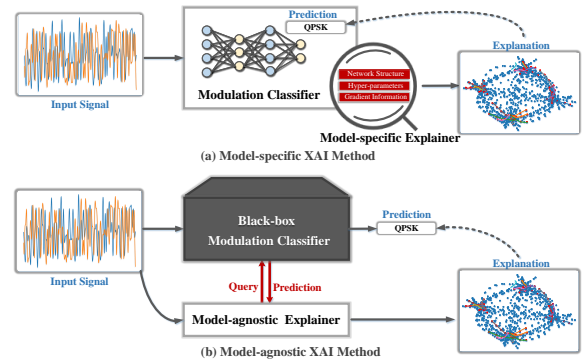 Prediction
QPSK
Explanation
Network Structure
Hyper-parameters
Gradient Information
Input Signal
Modulation Classifier
Model-specific Explainer
(a) Model-specific XAI Method
Black-box
Modulation Classifier
Prediction
QPSK
Explanation
Query
Prediction
Input Signal
Model-agnostic Explainer
(b) Model-agnostic XAI Method